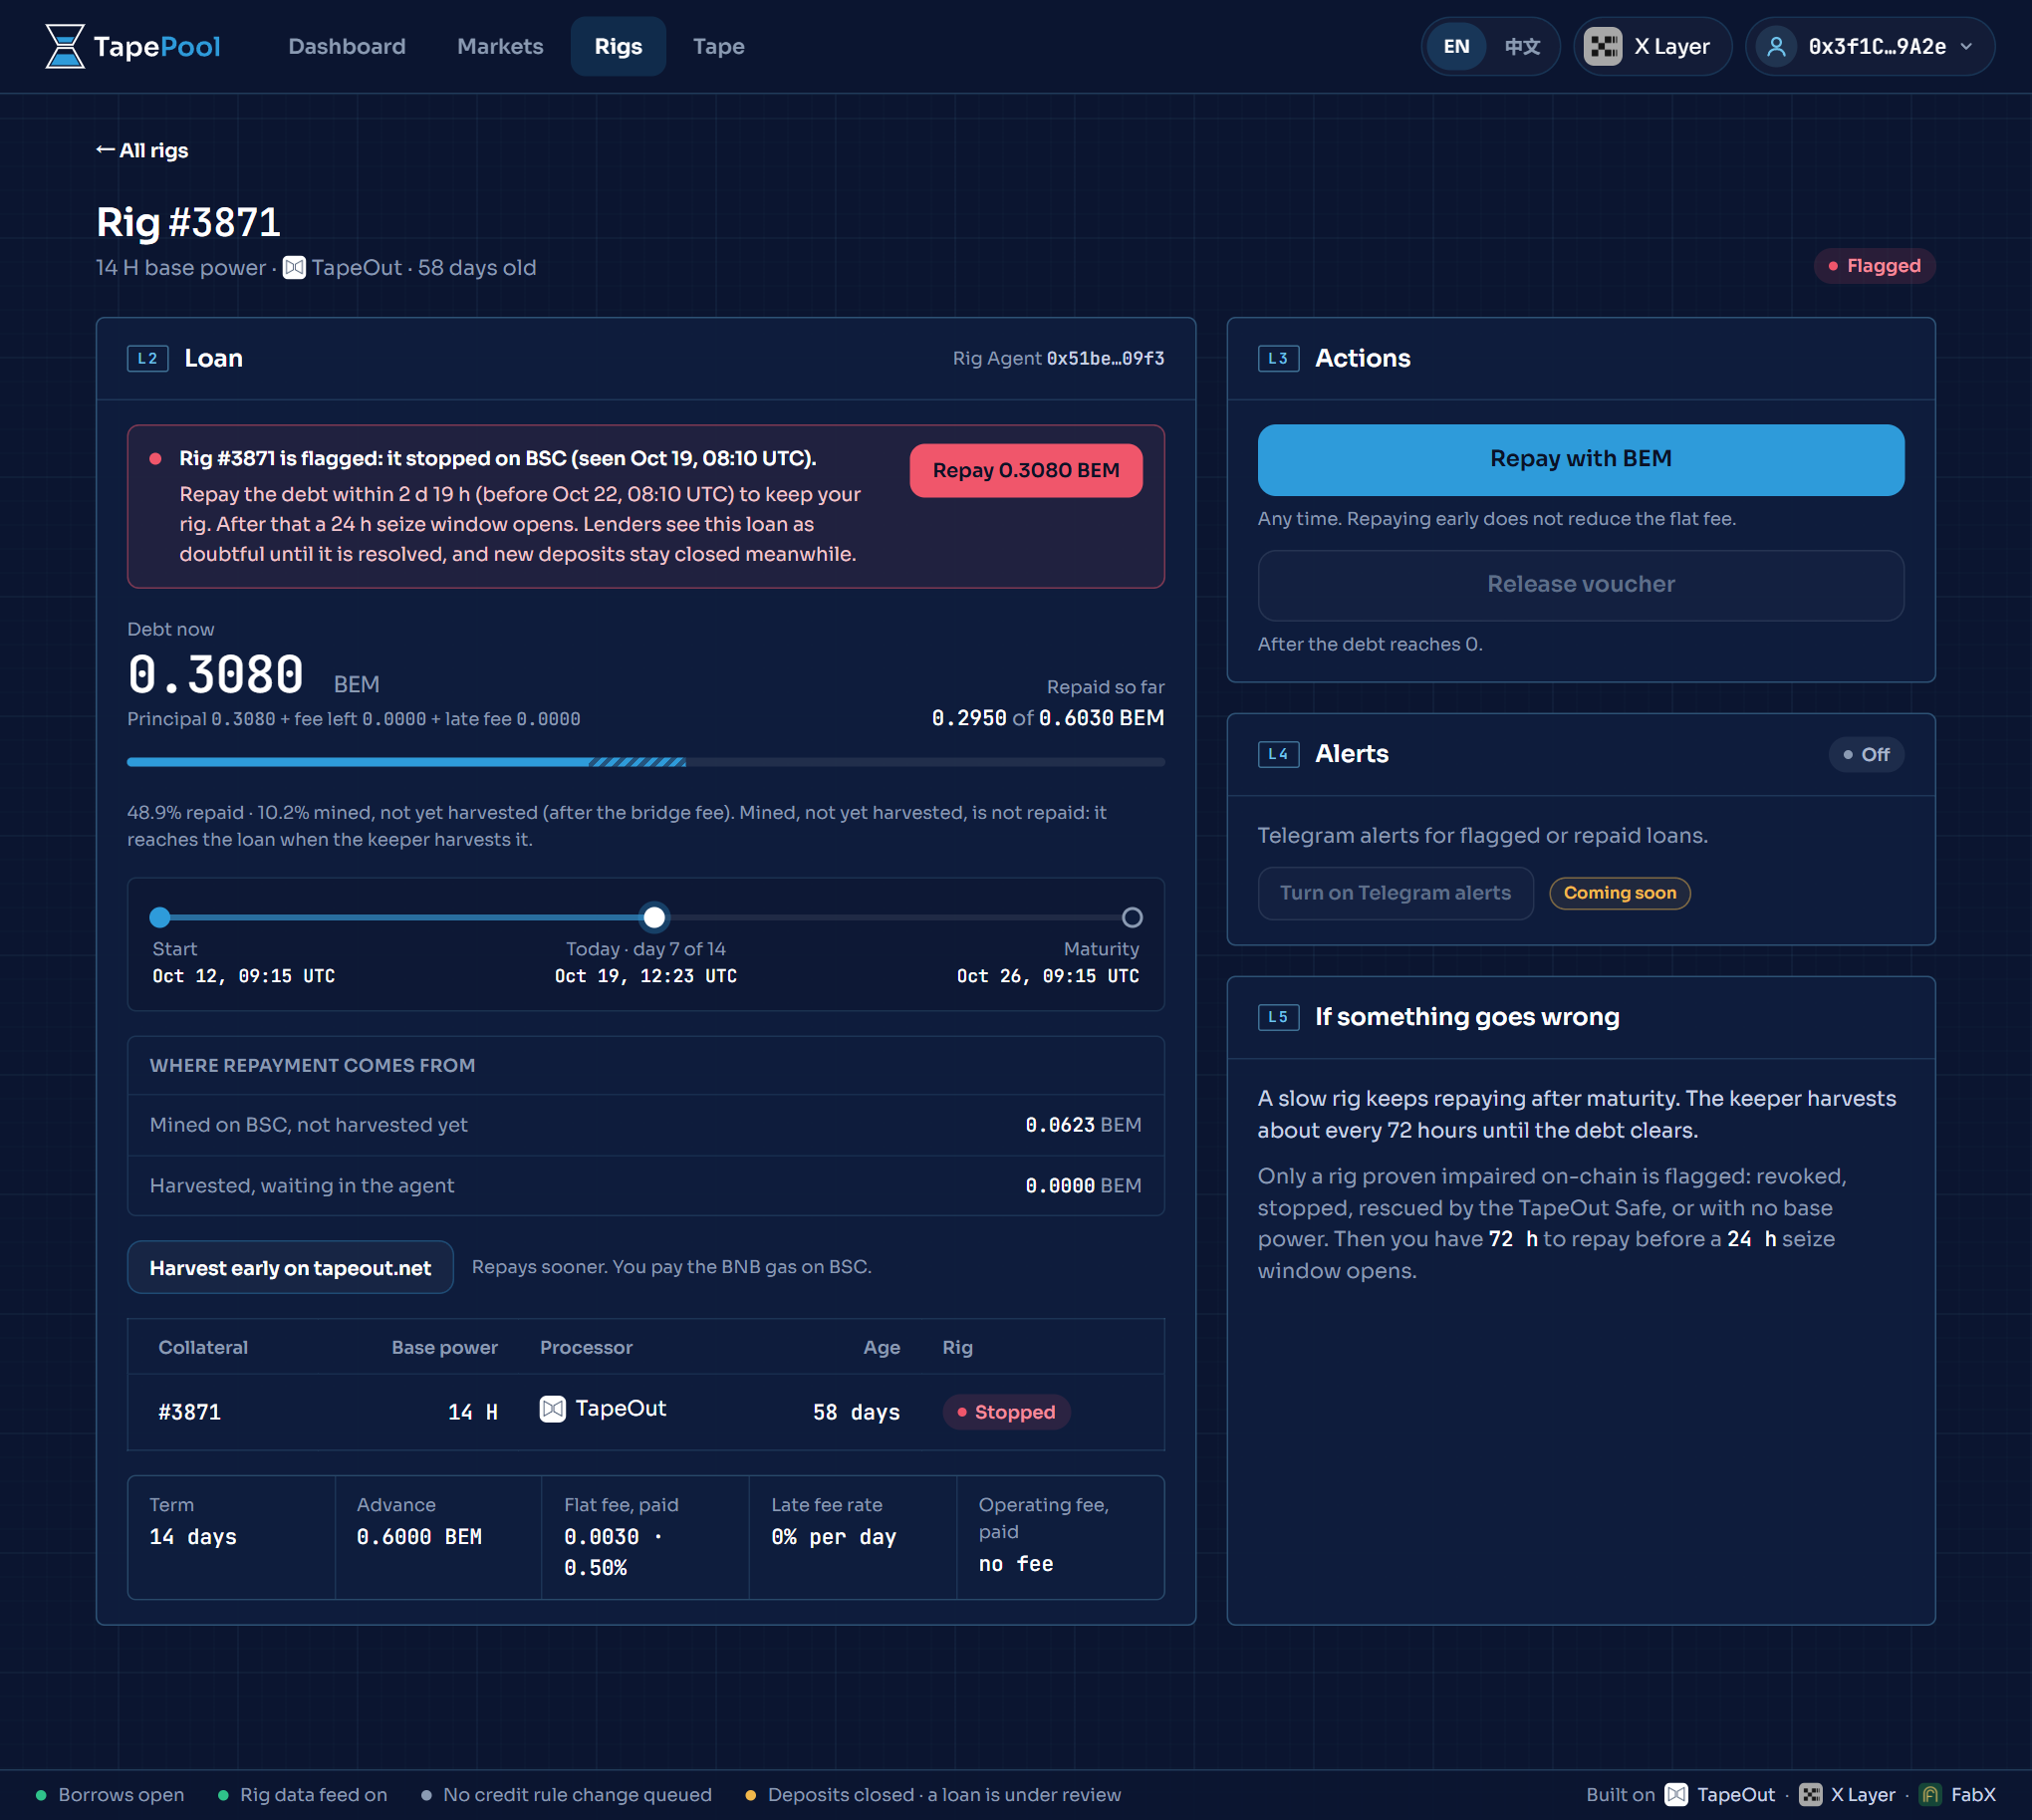 TapePool
Dashboard
Markets
Rigs
Tape
EN
中文
X Layer
0x3f1C…9A2e
← All rigs
Rig #3871
14 H base power · TapeOut · 58 days old
Flagged
L2 Loan
Rig Agent 0x51be…09f3
Rig #3871 is flagged: it stopped on BSC (seen Oct 19, 08:10 UTC).
Repay the debt within 2 d 19 h (before Oct 22, 08:10 UTC) to keep your
rig. After that a 24 h seize window opens. Lenders see this loan as
doubtful until it is resolved, and new deposits stay closed meanwhile.
Repay 0.3080 BEM
Debt now
0.3080 BEM
Principal 0.3080 + fee left 0.0000 + late fee 0.0000
Repaid so far
0.2950 of 0.6030 BEM
48.9% repaid · 10.2% mined, not yet harvested (after the bridge fee). Mined, not yet harvested, is not repaid: it
reaches the loan when the keeper harvests it.
Start
Oct 12, 09:15 UTC
Today · day 7 of 14
Oct 19, 12:23 UTC
Maturity
Oct 26, 09:15 UTC
WHERE REPAYMENT COMES FROM
Mined on BSC, not harvested yet 0.0623 BEM
Harvested, waiting in the agent 0.0000 BEM
Harvest early on tapeout.net
Repays sooner. You pay the BNB gas on BSC.
Collateral Base power Processor Age Rig
#3871 14 H TapeOut 58 days Stopped
Term
14 days
Advance
0.6000 BEM
Flat fee, paid
0.0030 ·
0.50%
Late fee rate
0% per day
Operating fee,
paid
no fee
L3 Actions
Repay with BEM
Any time. Repaying early does not reduce the flat fee.
Release voucher
After the debt reaches 0.
L4 Alerts
Off
Telegram alerts for flagged or repaid loans.
Turn on Telegram alerts
Coming soon
L5 If something goes wrong
A slow rig keeps repaying after maturity. The keeper harvests
about every 72 hours until the debt clears.
Only a rig proven impaired on-chain is flagged: revoked,
stopped, rescued by the TapeOut Safe, or with no base
power. Then you have 72 h to repay before a 24 h seize
window opens.
Borrows open
Rig data feed on
No credit rule change queued
Deposits closed · a loan is under review
Built on TapeOut · X Layer · FabX